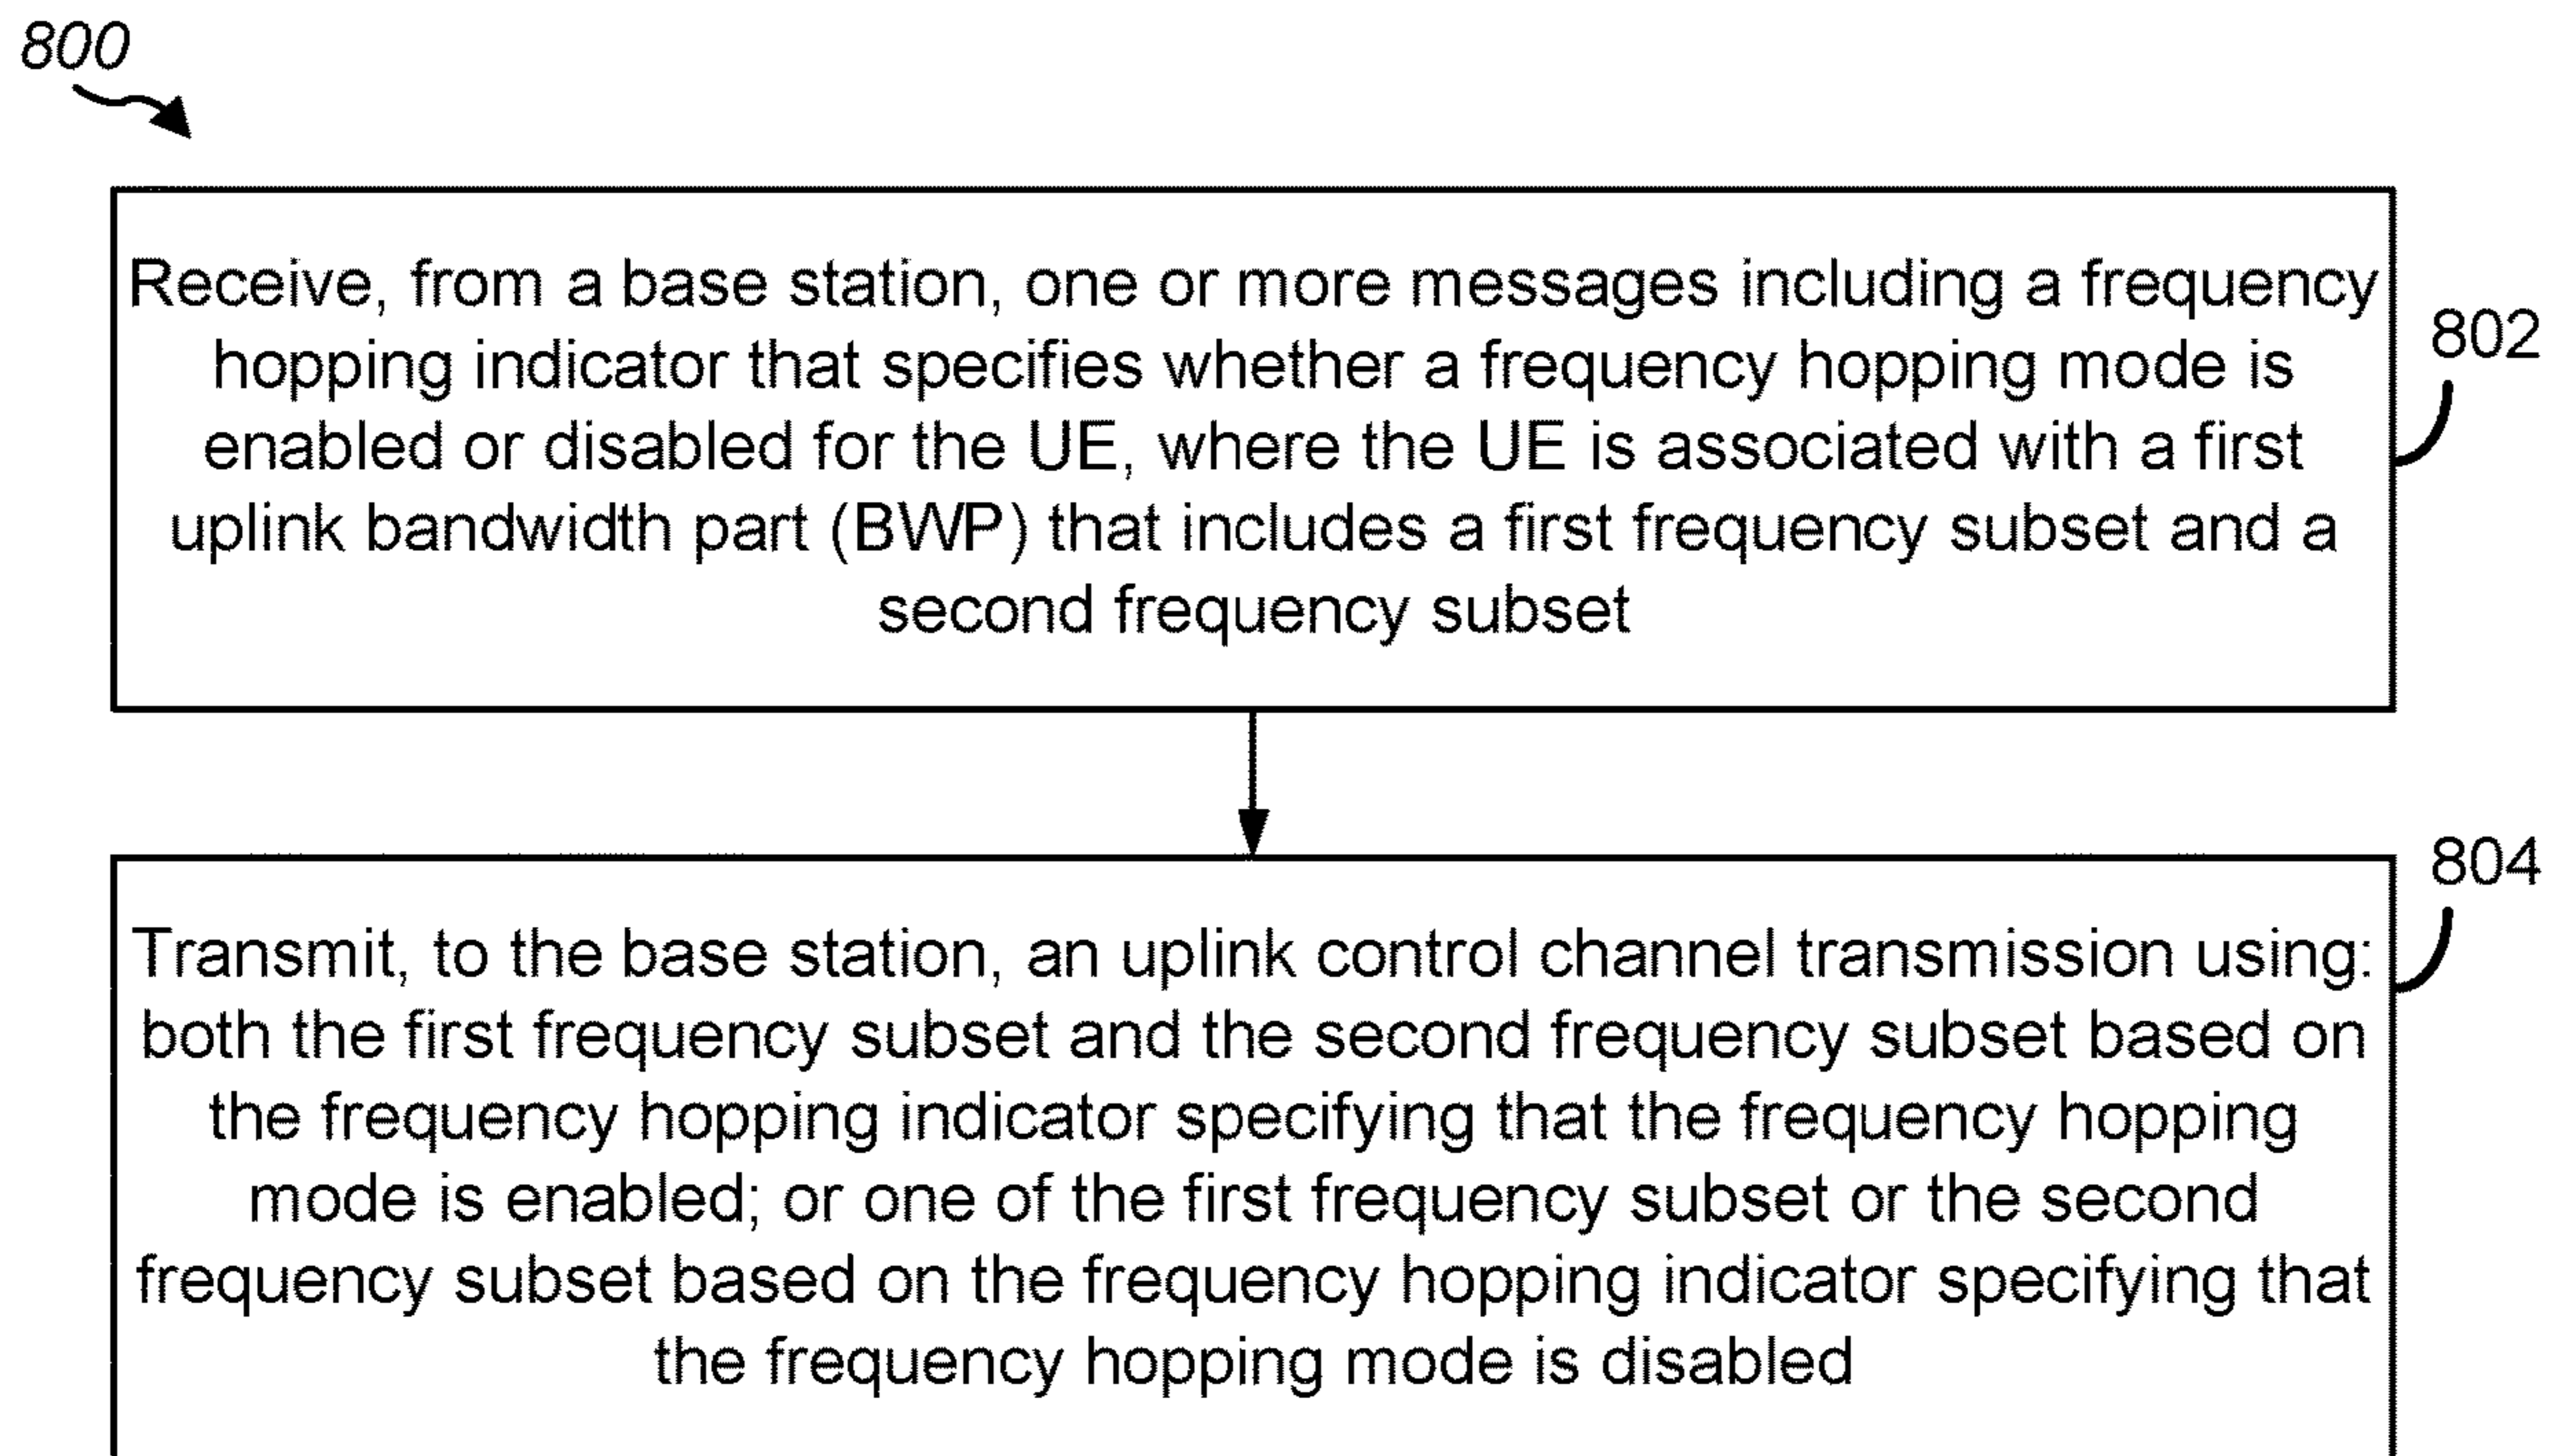 800
Receive, from a base station, one or more messages including a frequency
hopping indicator that specifies whether a frequency hopping mode is
enabled or disabled for the UE, where the UE is associated with a first
uplink bandwidth part (BWP) that includes a first frequency subset and a
second frequency subset
802
Transmit, to the base station, an uplink control channel transmission using:
both the first frequency subset and the second frequency subset based on
the frequency hopping indicator specifying that the frequency hopping
mode is enabled; or one of the first frequency subset or the second
frequency subset based on the frequency hopping indicator specifying that
the frequency hopping mode is disabled
804